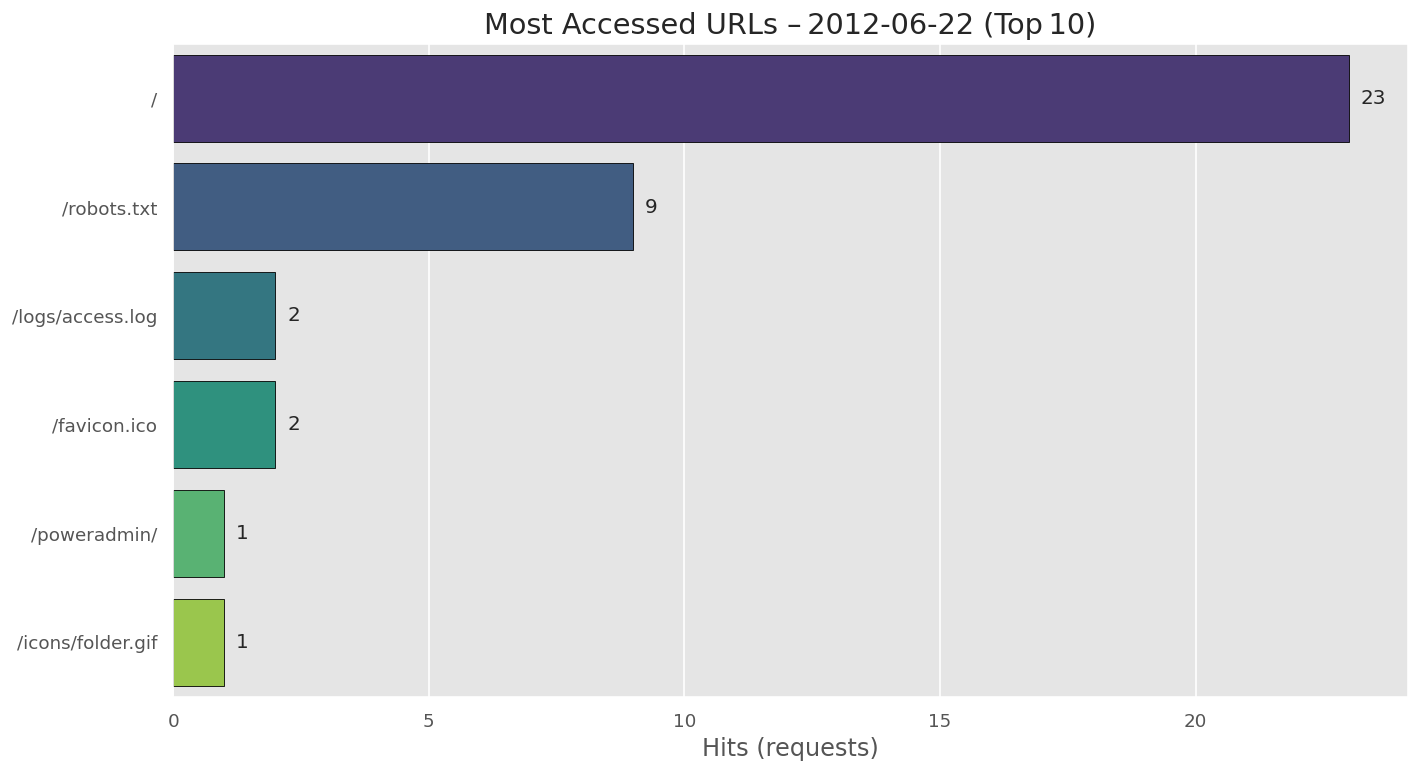 Most Accessed URLs – 2012-06-22 (Top 10)
/
23
/robots.txt
9
/logs/access.log
2
/favicon.ico
2
/poweradmin/
1
/icons/folder.gif
1
0 5 10 15 20
Hits (requests)